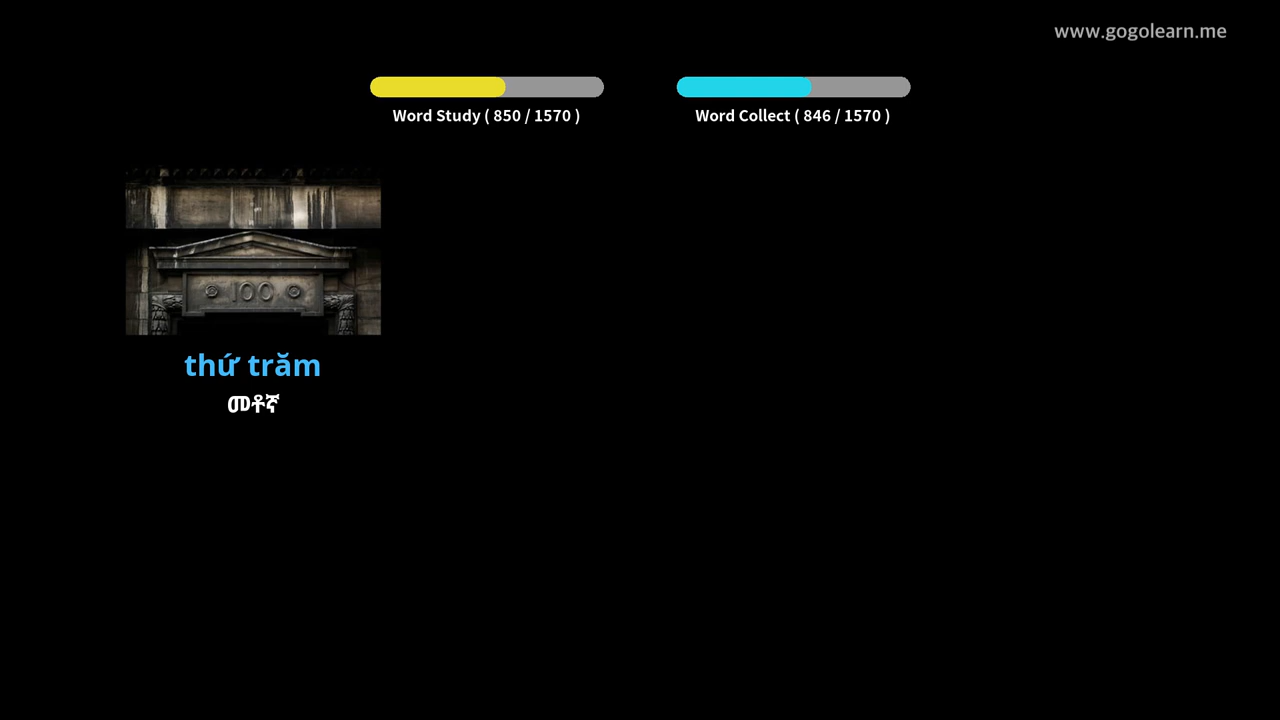 www.gogolearn.me
Word Study ( 850 / 1570 )
Word Collect ( 846 / 1570 )
100
thứ trăm
መቶኛ